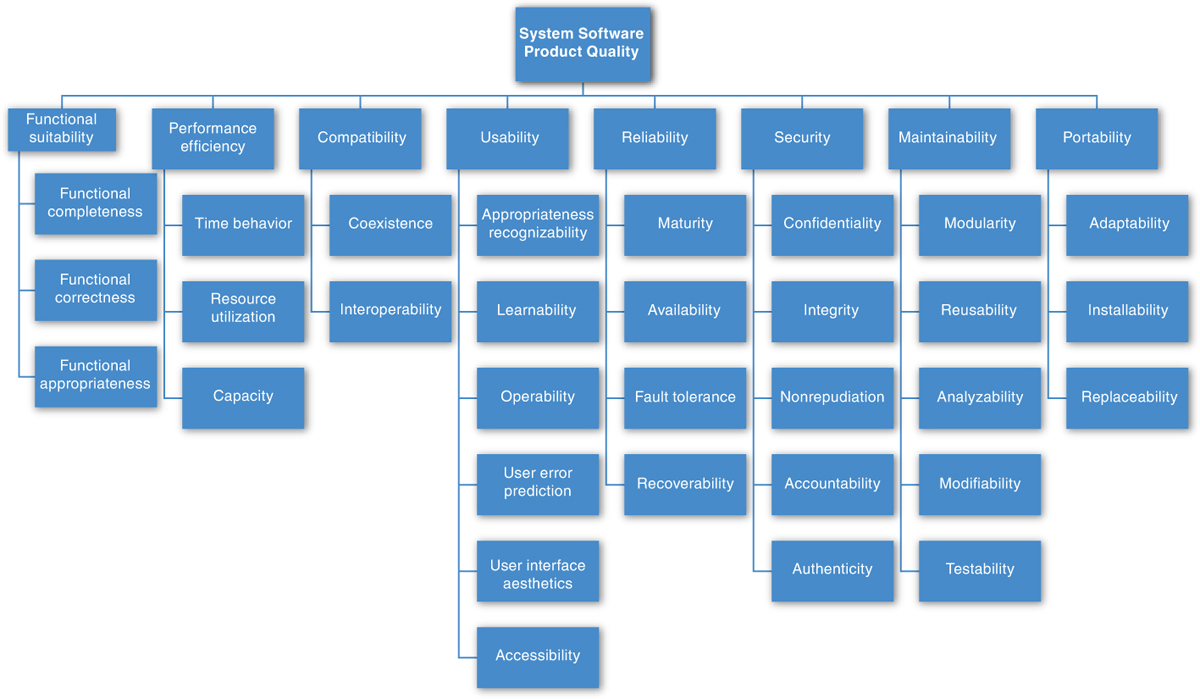 System Software
Product Quality
Functional
suitability
Functional
completeness
Functional
correctness
Functional
appropriateness
Performance
efficiency
Time behavior
Resource
utilization
Capacity
Compatibility
Coexistence
Interoperability
Usability
Appropriateness
recognizability
Learnability
Operability
User error
prediction
User interface
aesthetics
Accessibility
Reliability
Maturity
Availability
Fault tolerance
Recoverability
Security
Confidentiality
Integrity
Nonrepudiation
Accountability
Authenticity
Maintainability
Modularity
Reusability
Analyzability
Modifiability
Testability
Portability
Adaptability
Installability
Replaceability